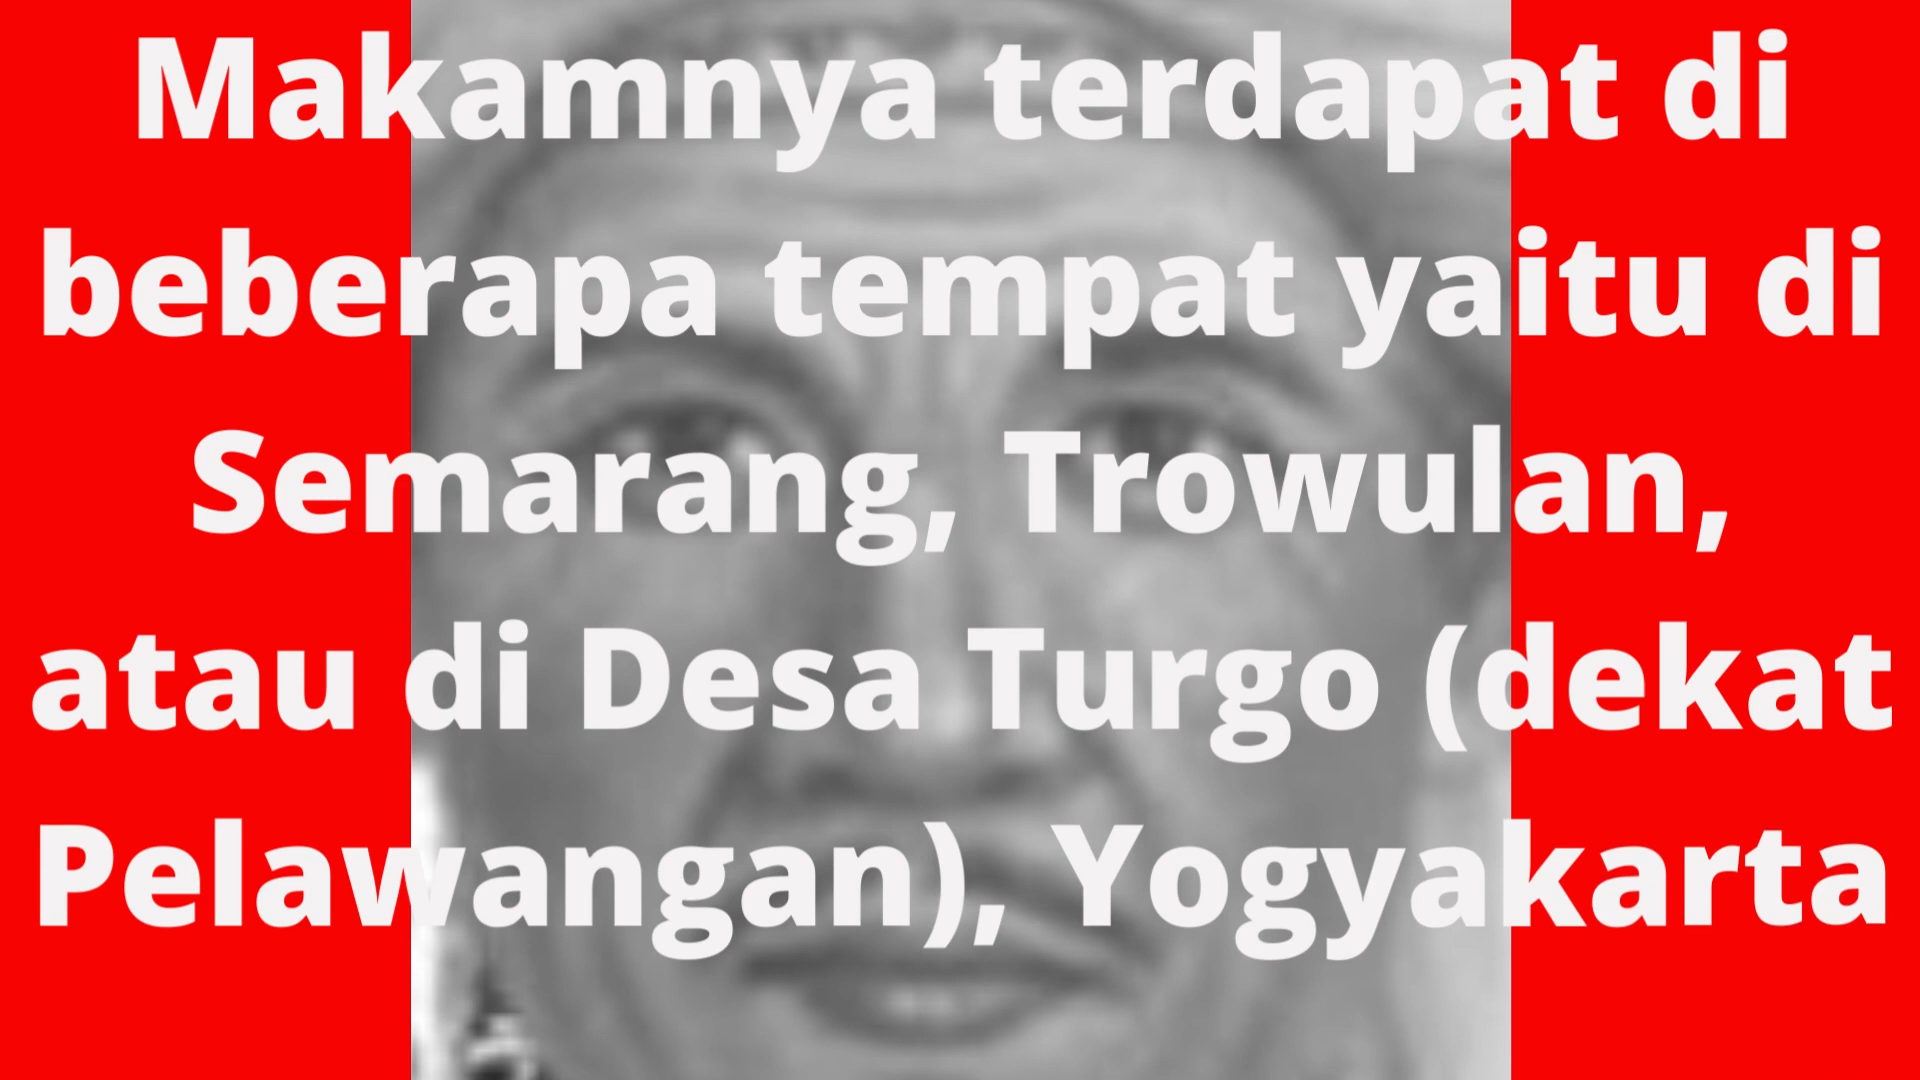 Makamnya terdapat di
beberapa tempat yaitu di
Semarang, Trowulan,
atau di Desa Turgo (dekat
Pelawangan), Yogyakarta